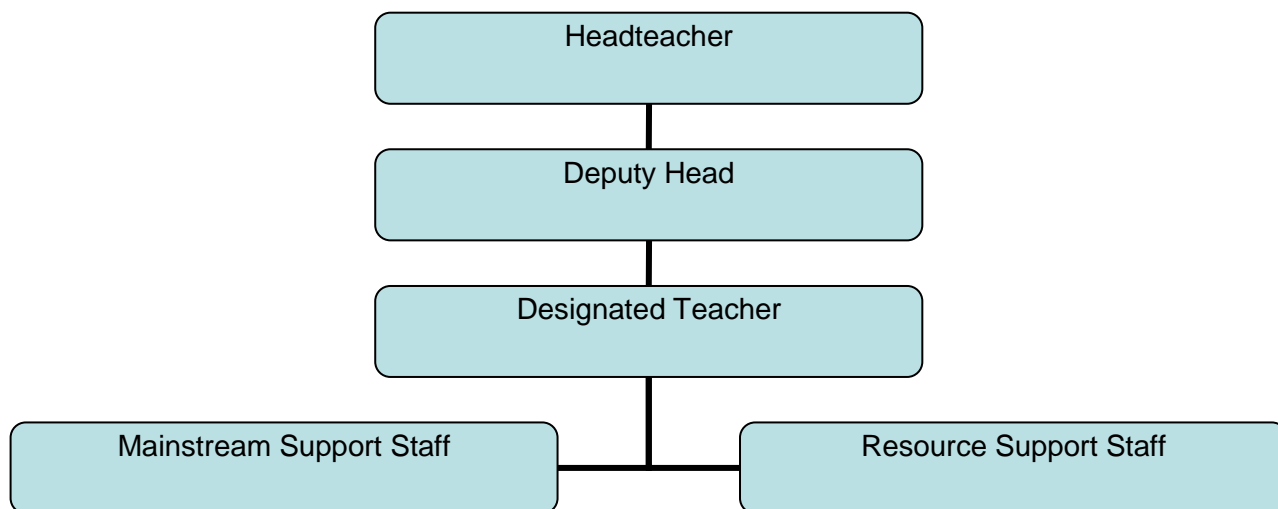 Headteacher
Deputy Head
Designated Teacher
Mainstream Support Staff
Resource Support Staff